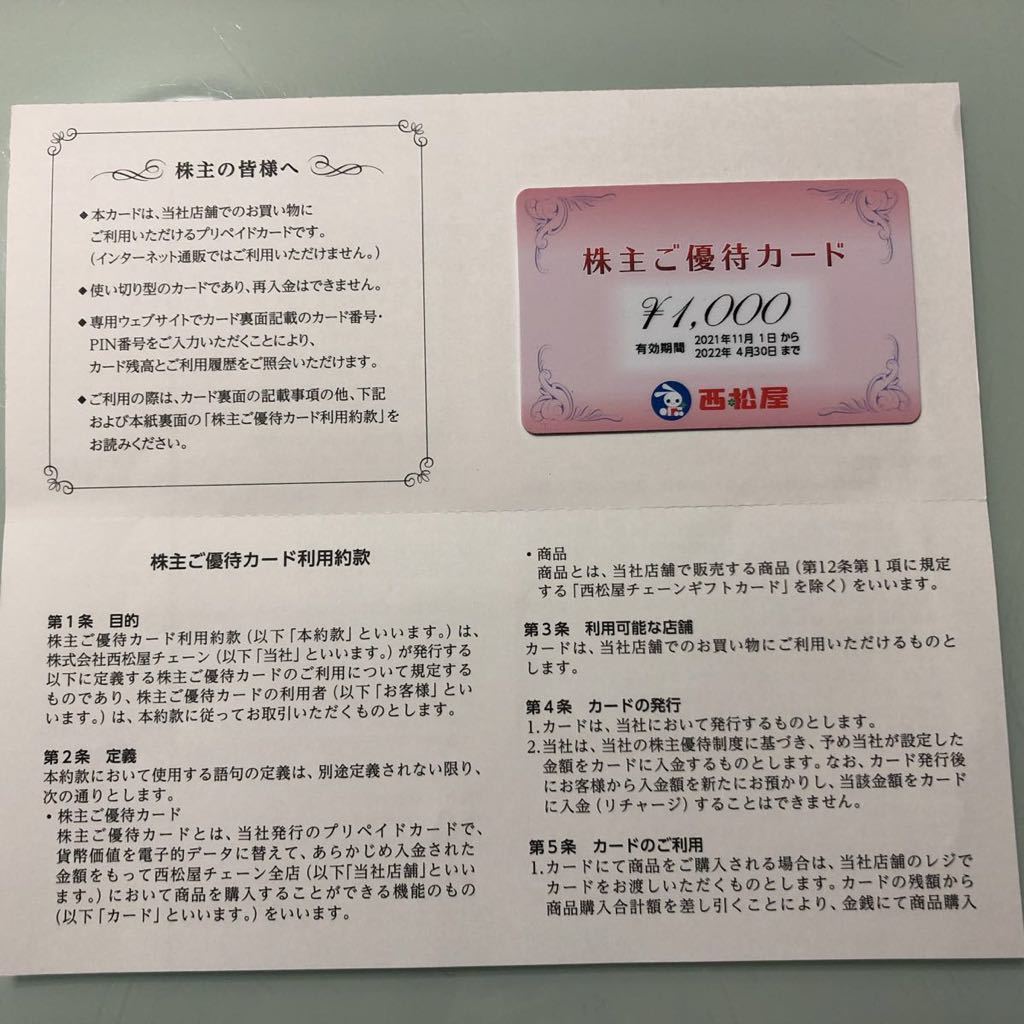 株主の皆様へ
◆本カードは、当社店舗でのお買い物に
ご利用いただけるプリペイドカードです。
(インターネット通販ではご利用いただけません。)
◆使い切り型のカードであり、再入金はできません。
◆専用ウェブサイトでカード裏面記載のカード番号・
PIN番号をご入力いただくことにより、
カード残高とご利用履歴をご照会いただけます。
◆ご利用の際は、カード裏面の記載事項の他、下記
および本紙裏面の「株主ご優待カード利用約款」を
お読みください。
株主ご優待カード
¥1,000
有効期間
2021年11月 1日 から
2022年 4月30日 まで
西松屋
株主ご優待カード利用約款
第1条 目的
株主ご優待カード利用約款(以下「本約款」といいます。)は、
株式会社西松屋チェーン(以下「当社」といいます。)が発行する
以下に定義する株主ご優待カードのご利用について規定する
ものであり、株主ご優待カードの利用者(以下「お客様」とい
います。)は、本約款に従ってお取引いただくものとします。
第2条 定義
本約款において使用する語句の定義は、別途定義されない限り、
次の通りとします。
・株主ご優待カード
株主ご優待カードとは、当社発行のプリペイドカードで、
貨幣価値を電子的データに替えて、あらかじめ入金された
金額をもって西松屋チェーン全店(以下「当社店舗」といい
ます。)において商品を購入することができる機能のもの
(以下「カード」といいます。)をいいます。
・商品
商品とは、当社店舗で販売する商品(第12条第1項に規定
する「西松屋チェーンギフトカード」を除く)をいいます。
第3条 利用可能な店舗
カードは、当社店舗でのお買い物にご利用いただけるものと
します。
第4条 カードの発行
1.カードは、当社において発行するものとします。
2.当社は、当社の株主優待制度に基づき、予め当社が設定した
金額をカードに入金するものとします。なお、カード発行後
にお客様から入金額を新たにお預かりし、当該金額をカード
に入金(リチャージ)することはできません。
第5条 カードのご利用
1.カードにて商品をご購入される場合は、当社店舗のレジで
カードをお渡しいただくものとします。カードの残額から
商品購入合計額を差し引くことにより、金銭にて商品購入